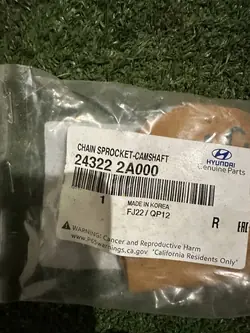 CHAIN SPROCKET-CAMSHAFT
24322 2A000
HYUNDAI
Genuine Parts
1
MADE IN KOREA
FJ22 / QP12
R
EAC
WARNING! Cancer and Reproductive Harm
www.P65warnings.ca.gov "California Residents Only"